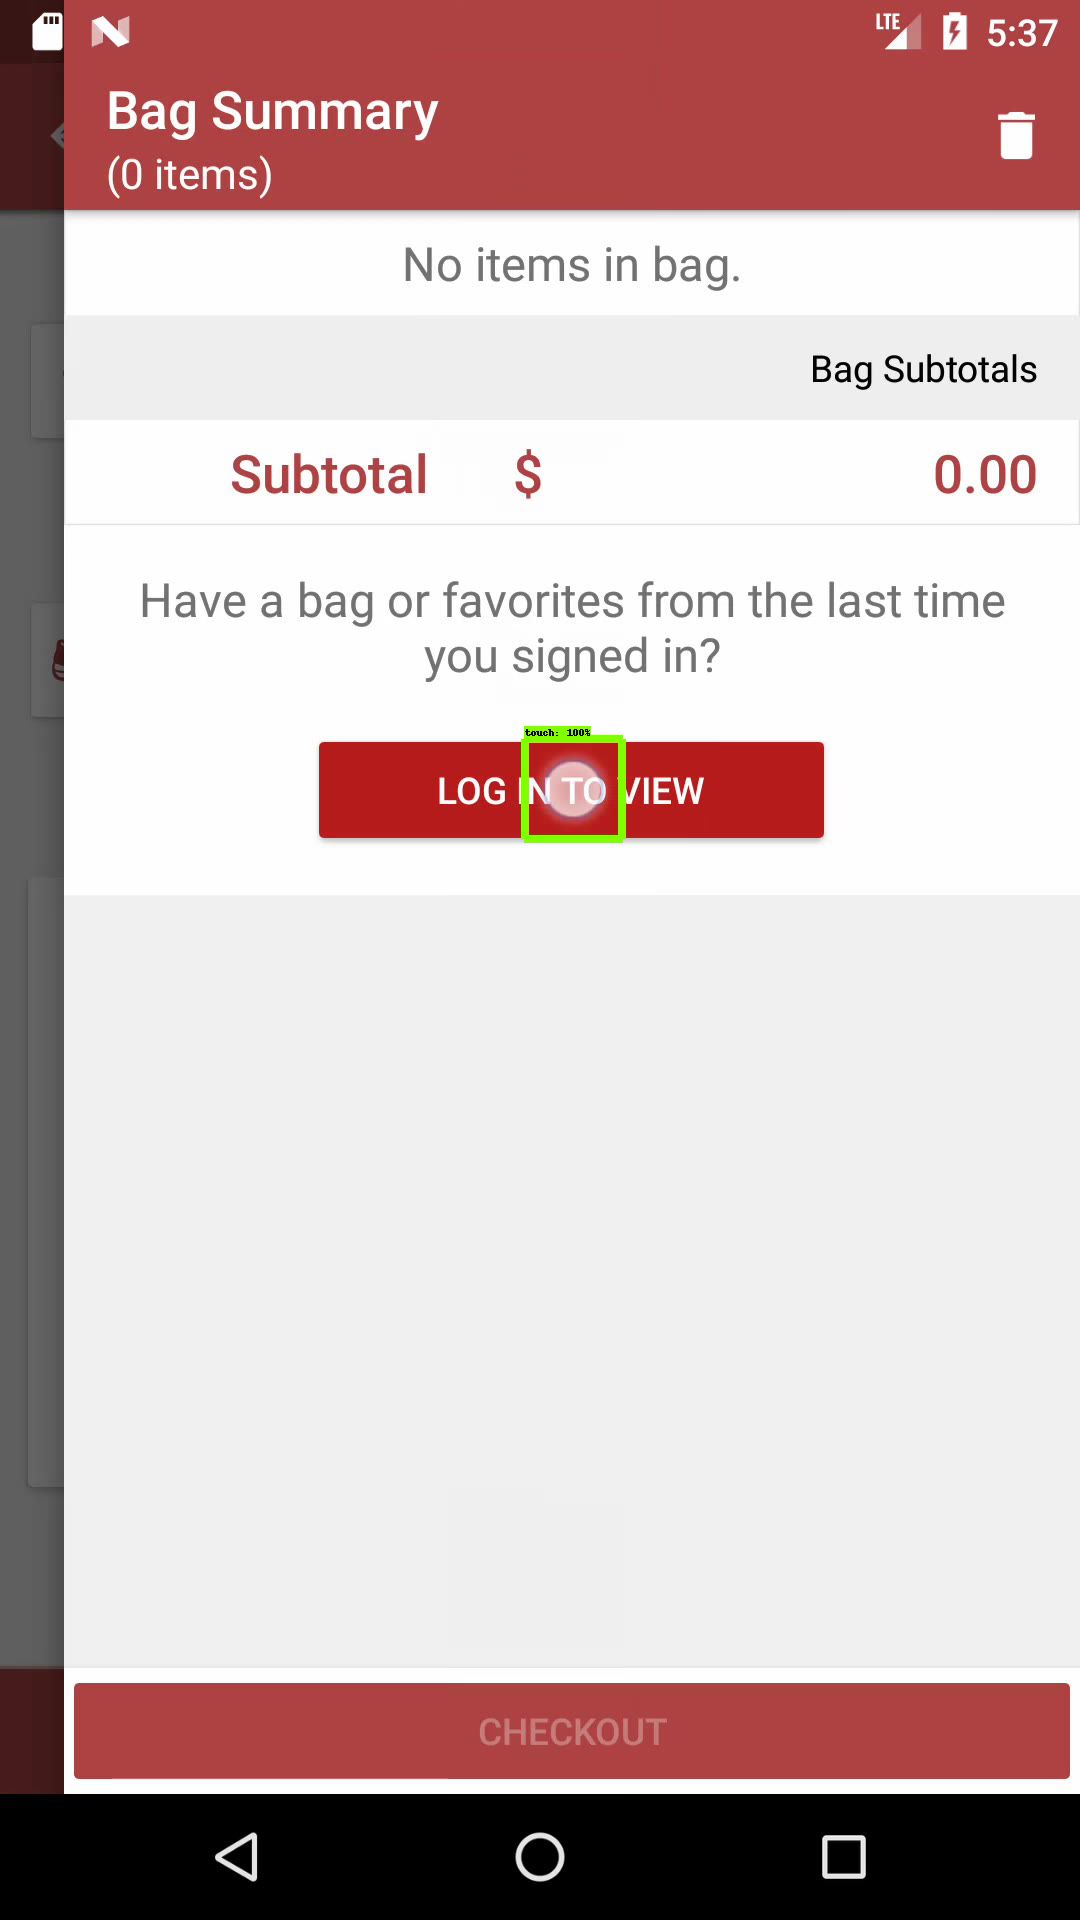 LTE 5:37
Bag Summary
(0 items)
No items in bag.
Bag Subtotals
Subtotal $ 0.00
Have a bag or favorites from the last time
you signed in?
touch: 100%
LOG IN TO VIEW
CHECKOUT